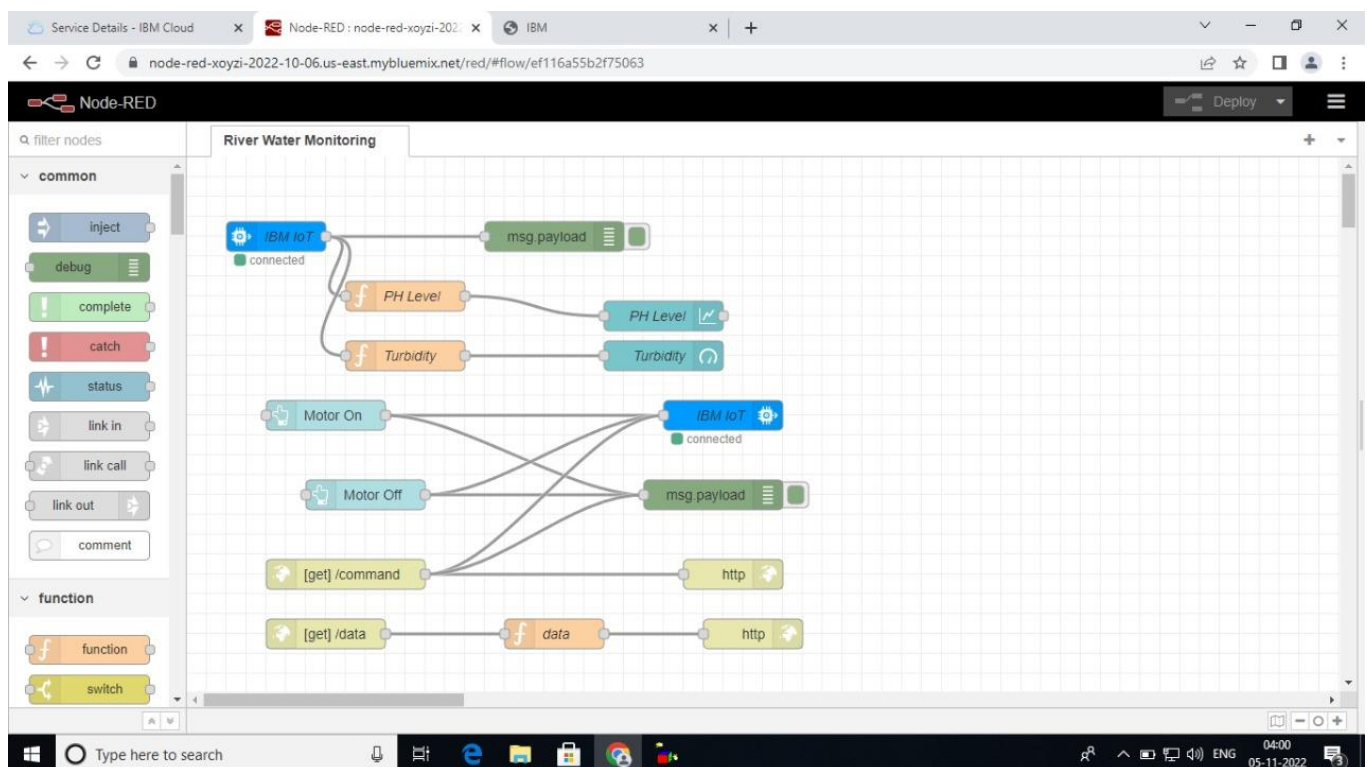 Service Details - IBM Cloud
Node-RED : node-red-xoyzi-202
IBM
node-red-xoyzi-2022-10-06.us-east.mybluemix.net/red/#flow/ef116a55b2f75063
Node-RED
Deploy
filter nodes
River Water Monitoring
common
inject
debug
complete
catch
status
link in
link call
link out
comment
function
function
switch
IBM IoT
connected
msg.payload
PH Level
PH Level
Turbidity
Turbidity
Motor On
IBM IoT
connected
Motor Off
msg.payload
[get] /command
http
[get] /data
data
http
Type here to search
ENG
04:00
05-11-2022